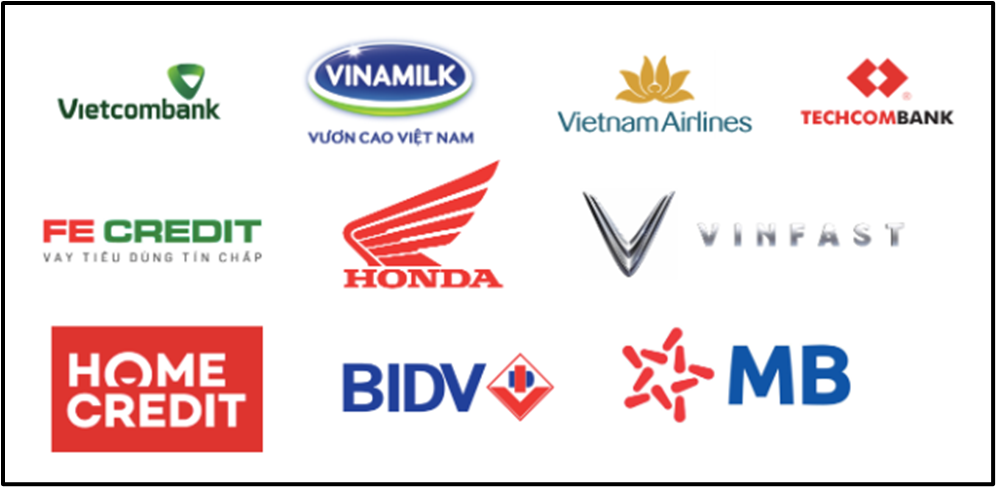 Vietcombank
VINAMILK
VƯƠN CAO VIỆT NAM
Vietnam Airlines
TECHCOMBANK
FE CREDIT
VAY TIÊU DÙNG TÍN CHẤP
HONDA
VINFAST
HOME
CREDIT
BIDV
MB